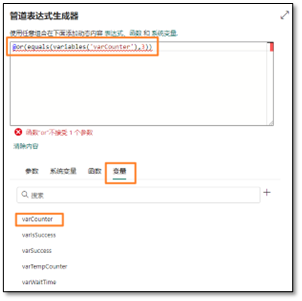 管道表达式生成器
使用任意组合在下面添加动态内容 表达式、函数 和 系统变量.
@or(equals(variables('varCounter'),3))
函数'or'不接受 1 个参数
清除内容
参数 系统变量 函数 变量
搜索
varCounter
varIsSuccess
varSuccess
varTempCounter
varWaitTime